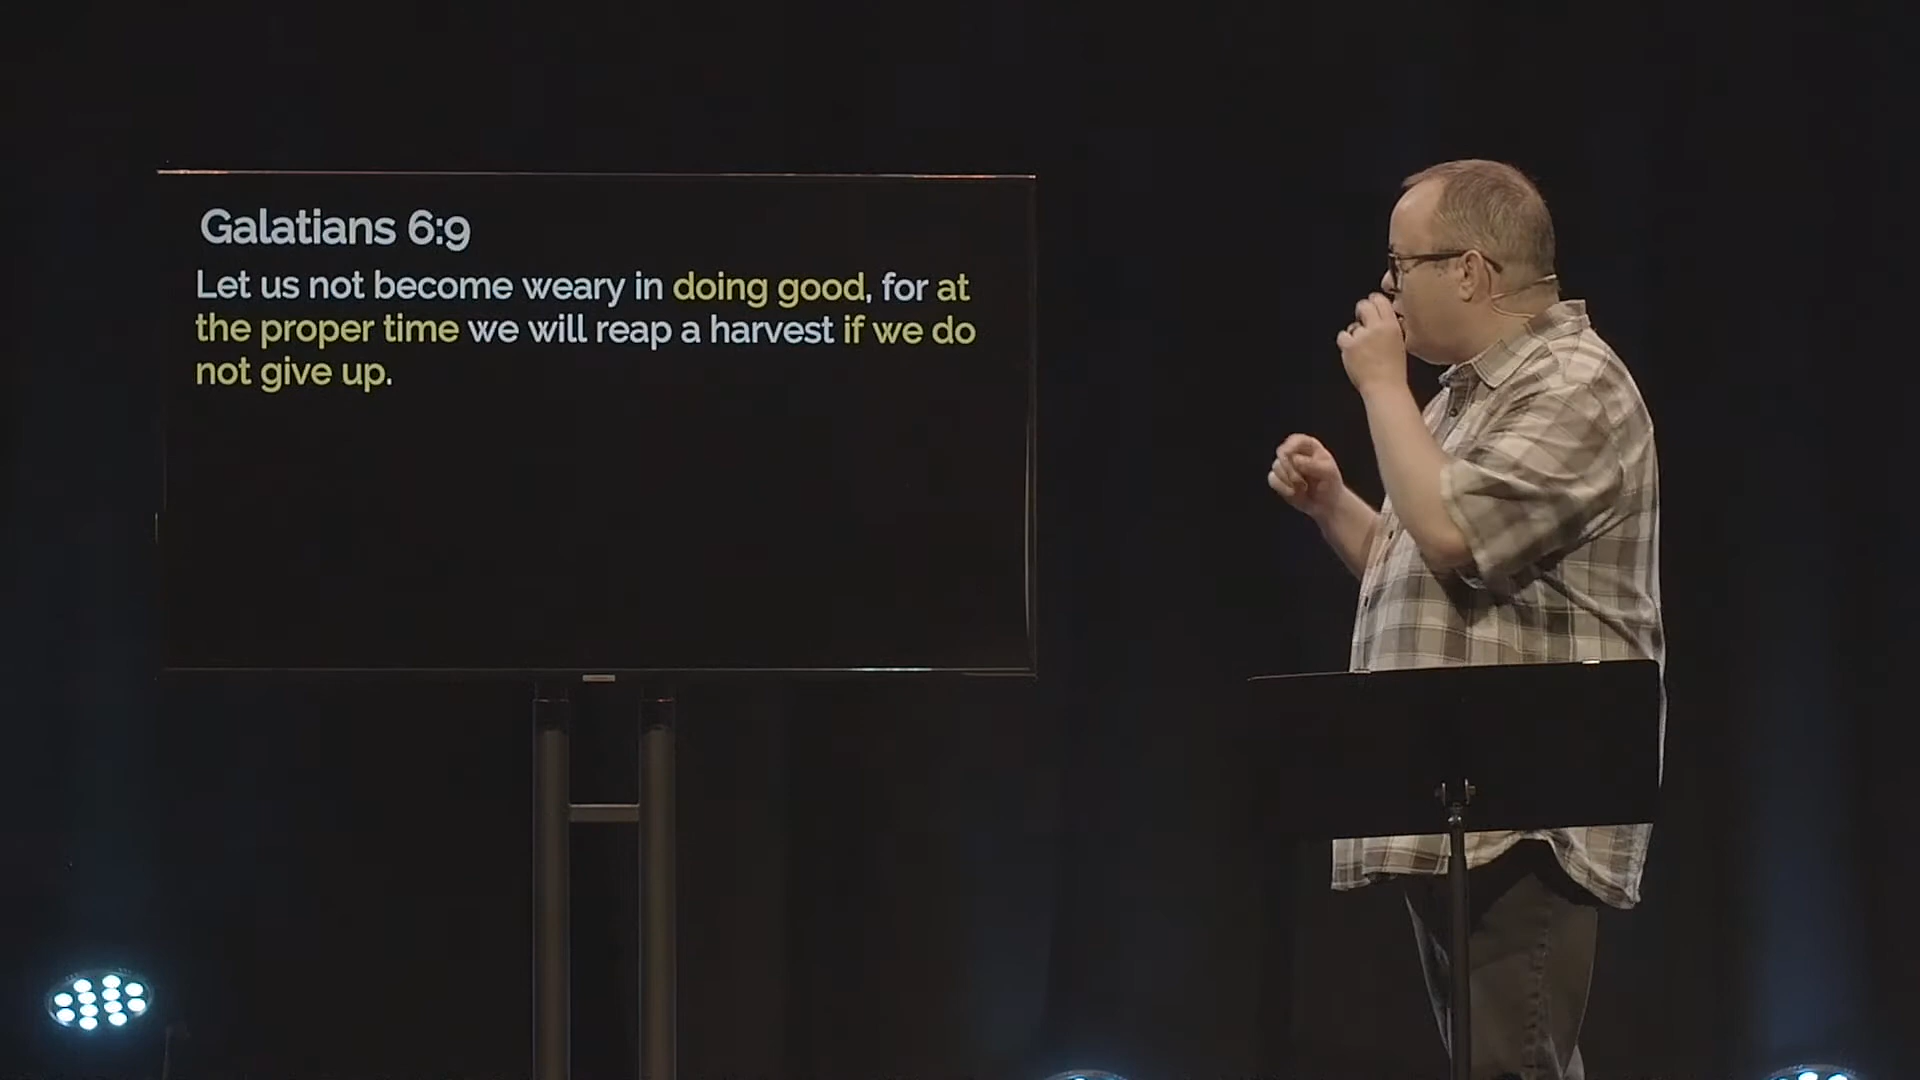 Galatians 6:9
Let us not become weary in doing good, for at
the proper time we will reap a harvest if we do
not give up.